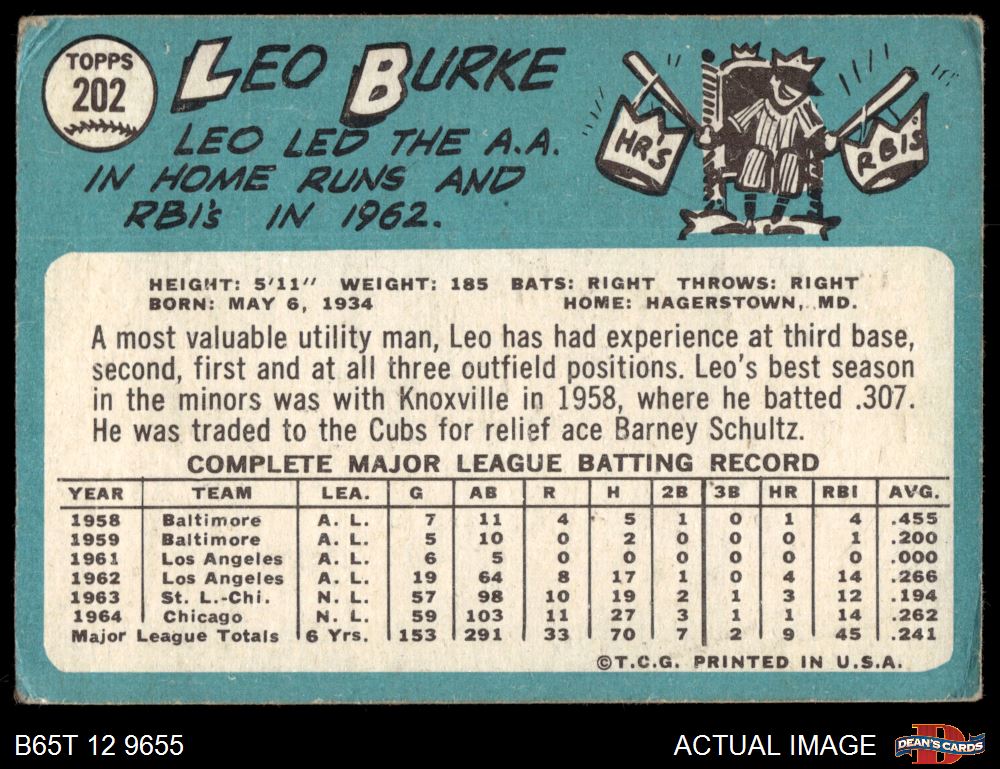 TOPPS
202
LEO BURKE
LEO LED THE A.A.
IN HOME RUNS AND
RBI's IN 1962.
HR'S
RBI'S
HEIGHT: 5'11" WEIGHT: 185 BATS: RIGHT THROWS: RIGHT
BORN: MAY 6, 1934 HOME: HAGERSTOWN, MD.
A most valuable utility man, Leo has had experience at third base,
second, first and at all three outfield positions. Leo's best season
in the minors was with Knoxville in 1958, where he batted .307.
He was traded to the Cubs for relief ace Barney Schultz.
COMPLETE MAJOR LEAGUE BATTING RECORD
YEAR TEAM LEA. G AB R H 2B 3B HR RBI AVG.
1958 Baltimore A. L. 7 11 4 5 1 0 1 4 .455
1959 Baltimore A. L. 5 10 0 2 0 0 0 1 .200
1961 Los Angeles A. L. 6 5 0 0 0 0 0 0 .000
1962 Los Angeles A. L. 19 64 8 17 1 0 4 14 .266
1963 St. L.-Chi. N. L. 57 98 10 19 2 1 3 12 .194
1964 Chicago N. L. 59 103 11 27 3 1 1 14 .262
Major League Totals 6 Yrs. 153 291 33 70 7 2 9 45 .241
©T.C.G. PRINTED IN U.S.A.
B65T 12 9655
ACTUAL IMAGE
D
DEAN'S CARDS